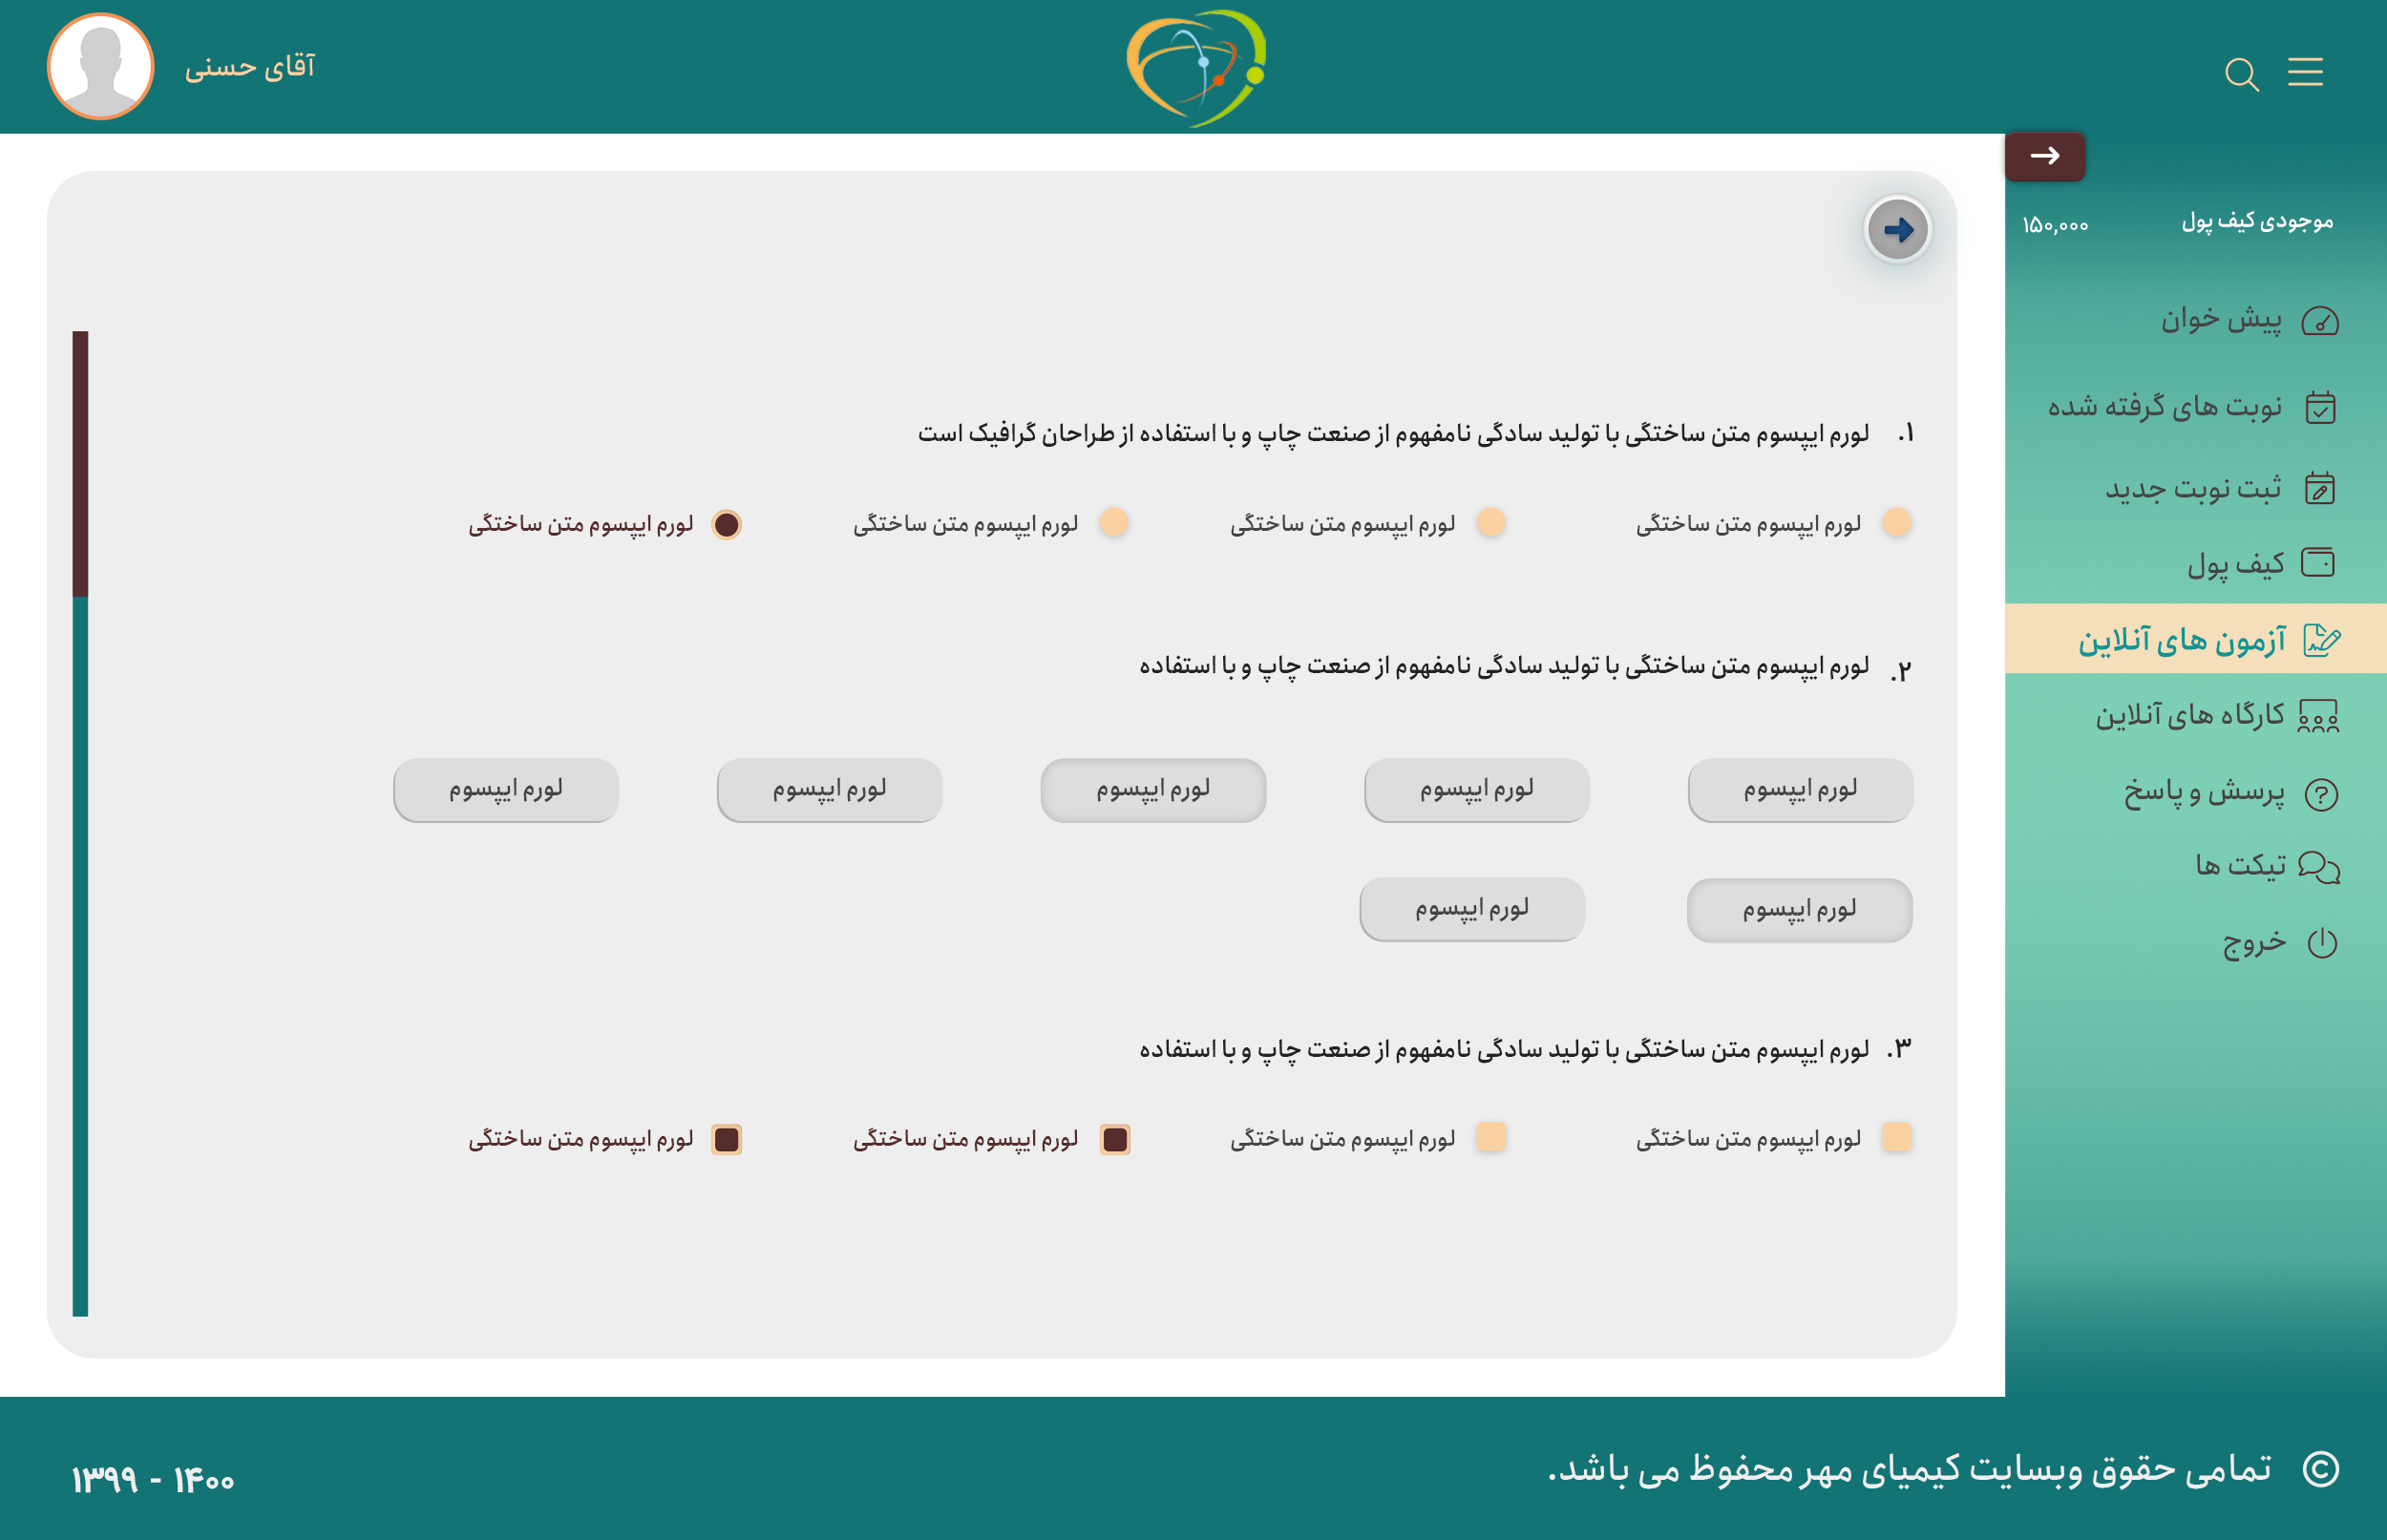 آقای حسنی
موجودی کیف پول
۱۵۰,۰۰۰
پیش خوان
نوبت های گرفته شده
ثبت نوبت جدید
کیف پول
آزمون های آنلاین
کارگاه های آنلاین
پرسش و پاسخ
تیکت ها
خروج
۱. لورم ایپسوم متن ساختگی با تولید سادگی نامفهوم از صنعت چاپ و با استفاده از طراحان گرافیک است
لورم ایپسوم متن ساختگی لورم ایپسوم متن ساختگی لورم ایپسوم متن ساختگی لورم ایپسوم متن ساختگی
۲. لورم ایپسوم متن ساختگی با تولید سادگی نامفهوم از صنعت چاپ و با استفاده
لورم ایپسوم لورم ایپسوم لورم ایپسوم لورم ایپسوم لورم ایپسوم
لورم ایپسوم لورم ایپسوم
۳. لورم ایپسوم متن ساختگی با تولید سادگی نامفهوم از صنعت چاپ و با استفاده
لورم ایپسوم متن ساختگی لورم ایپسوم متن ساختگی لورم ایپسوم متن ساختگی لورم ایپسوم متن ساختگی
© تمامی حقوق وبسایت کیمیای مهر محفوظ می باشد.
۱۳۹۹ - ۱۴۰۰